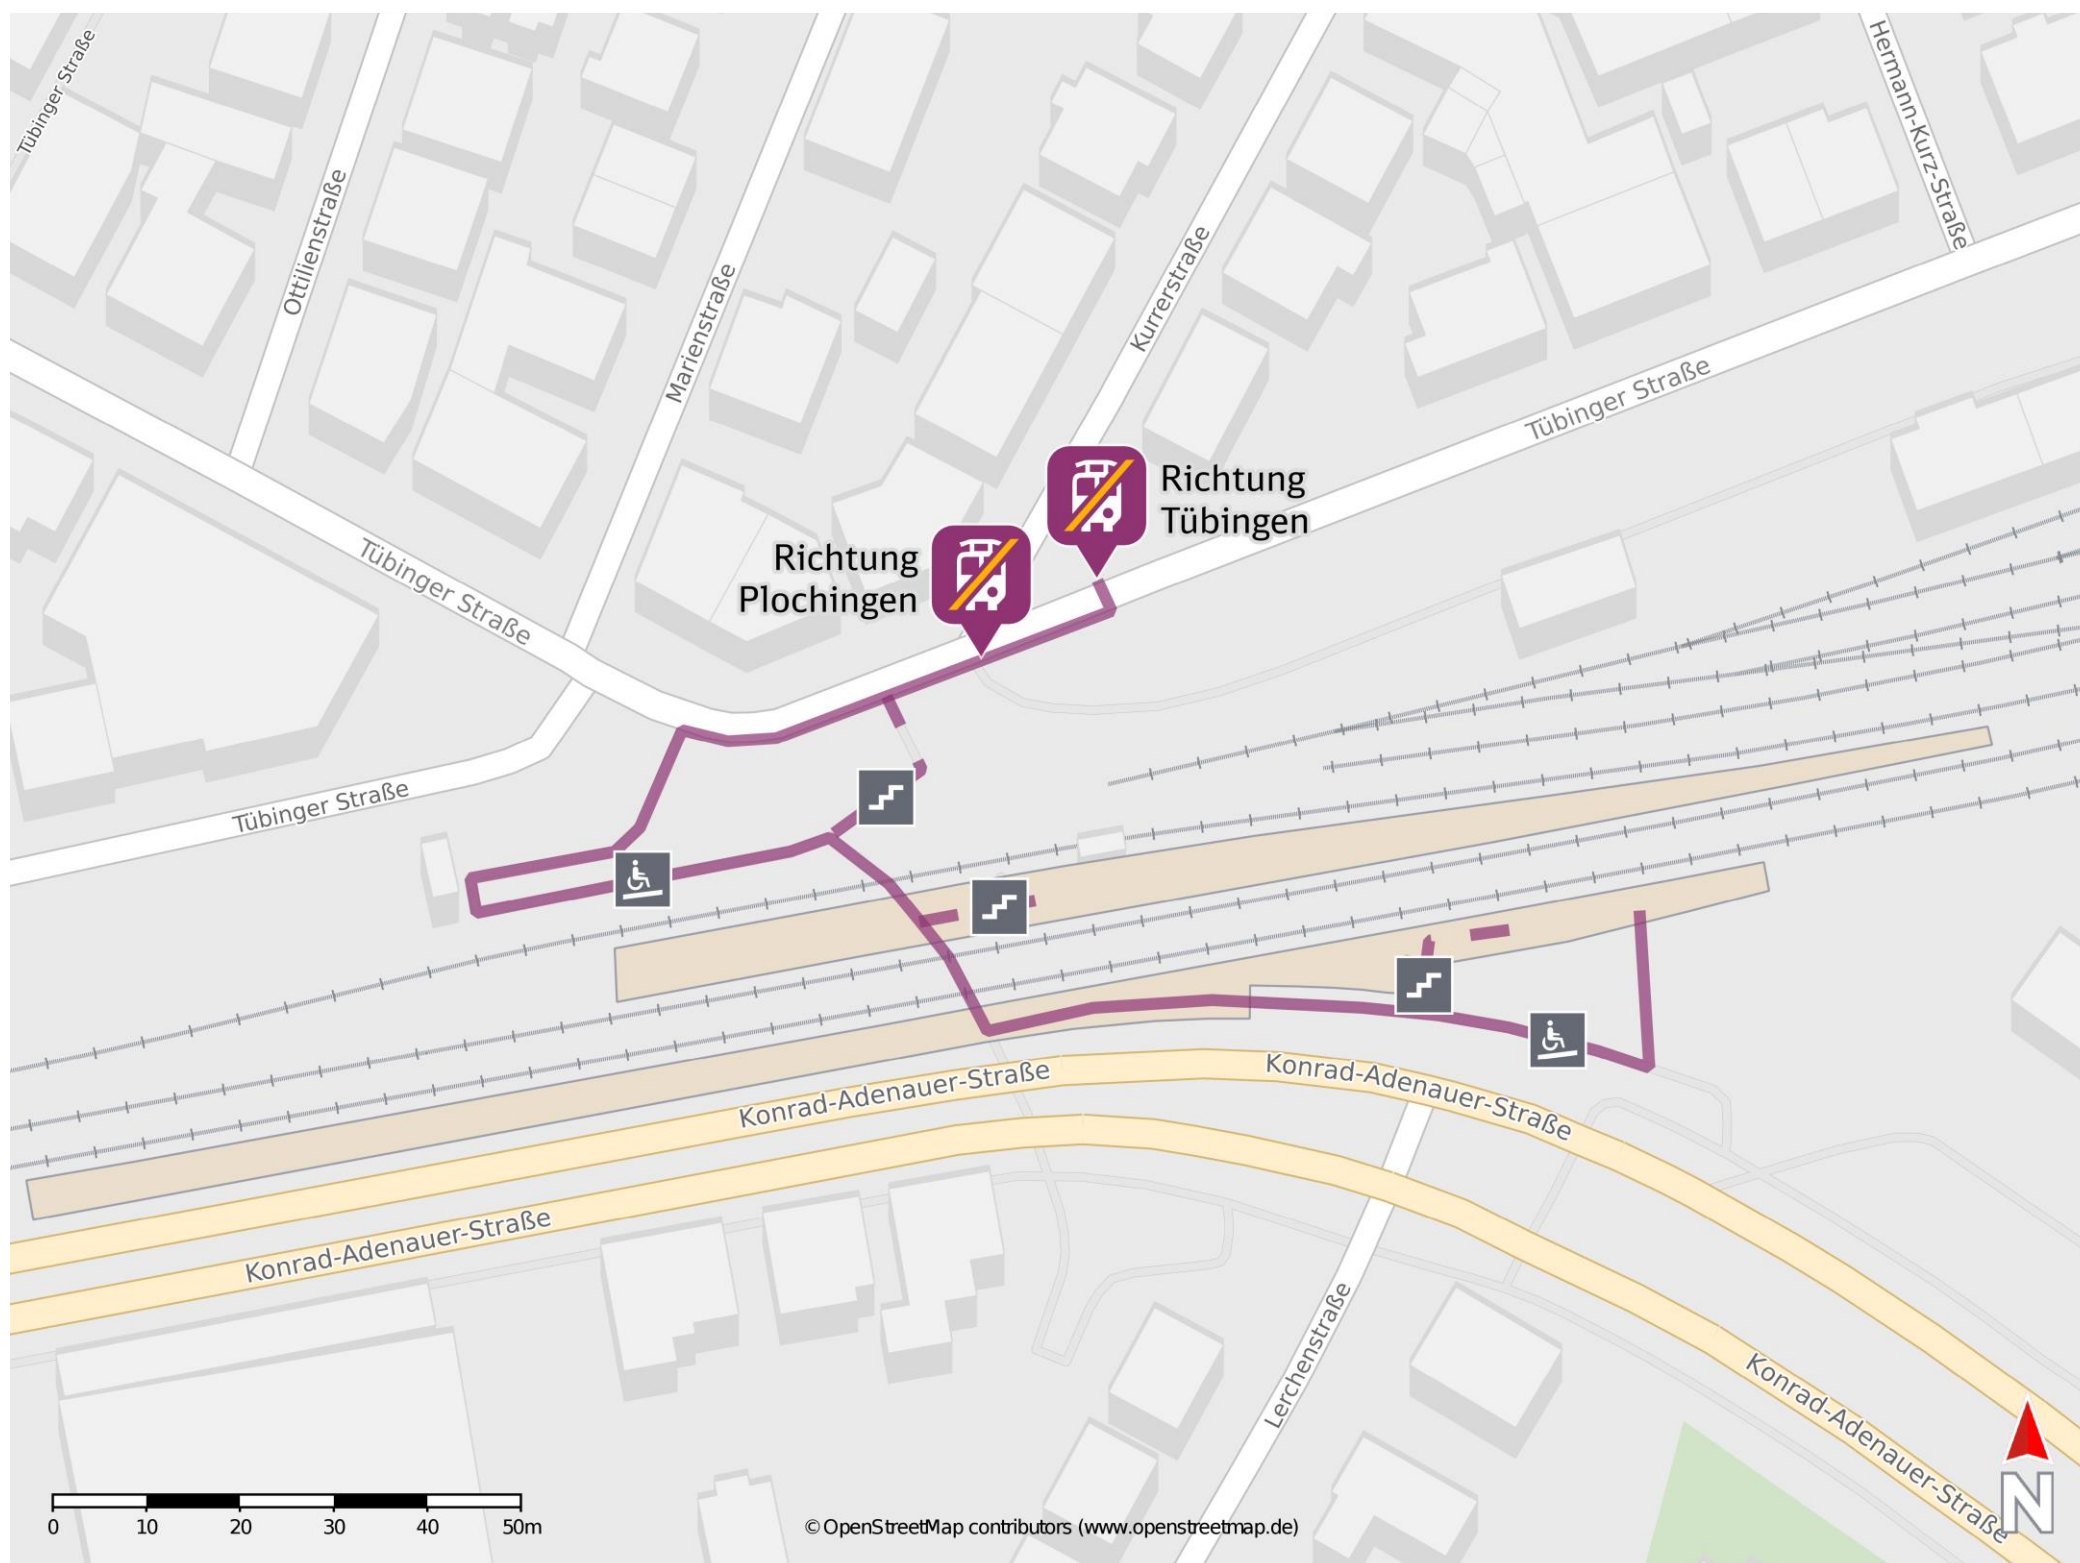 Tübinger Straße
Ottilienstraße
Marienstraße
Kurrerstraße
Hermann-Kurz-Straße
Tübinger Straße
Richtung
Tübingen
Richtung
Plochingen
Tübinger Straße
Tübinger Straße
Konrad-Adenauer-Straße
Konrad-Adenauer-Straße
Konrad-Adenauer-Straße
Lerchenstraße
Konrad-Adenauer-Straße
N
0 10 20 30 40 50m
© OpenStreetMap contributors (www.openstreetmap.de)